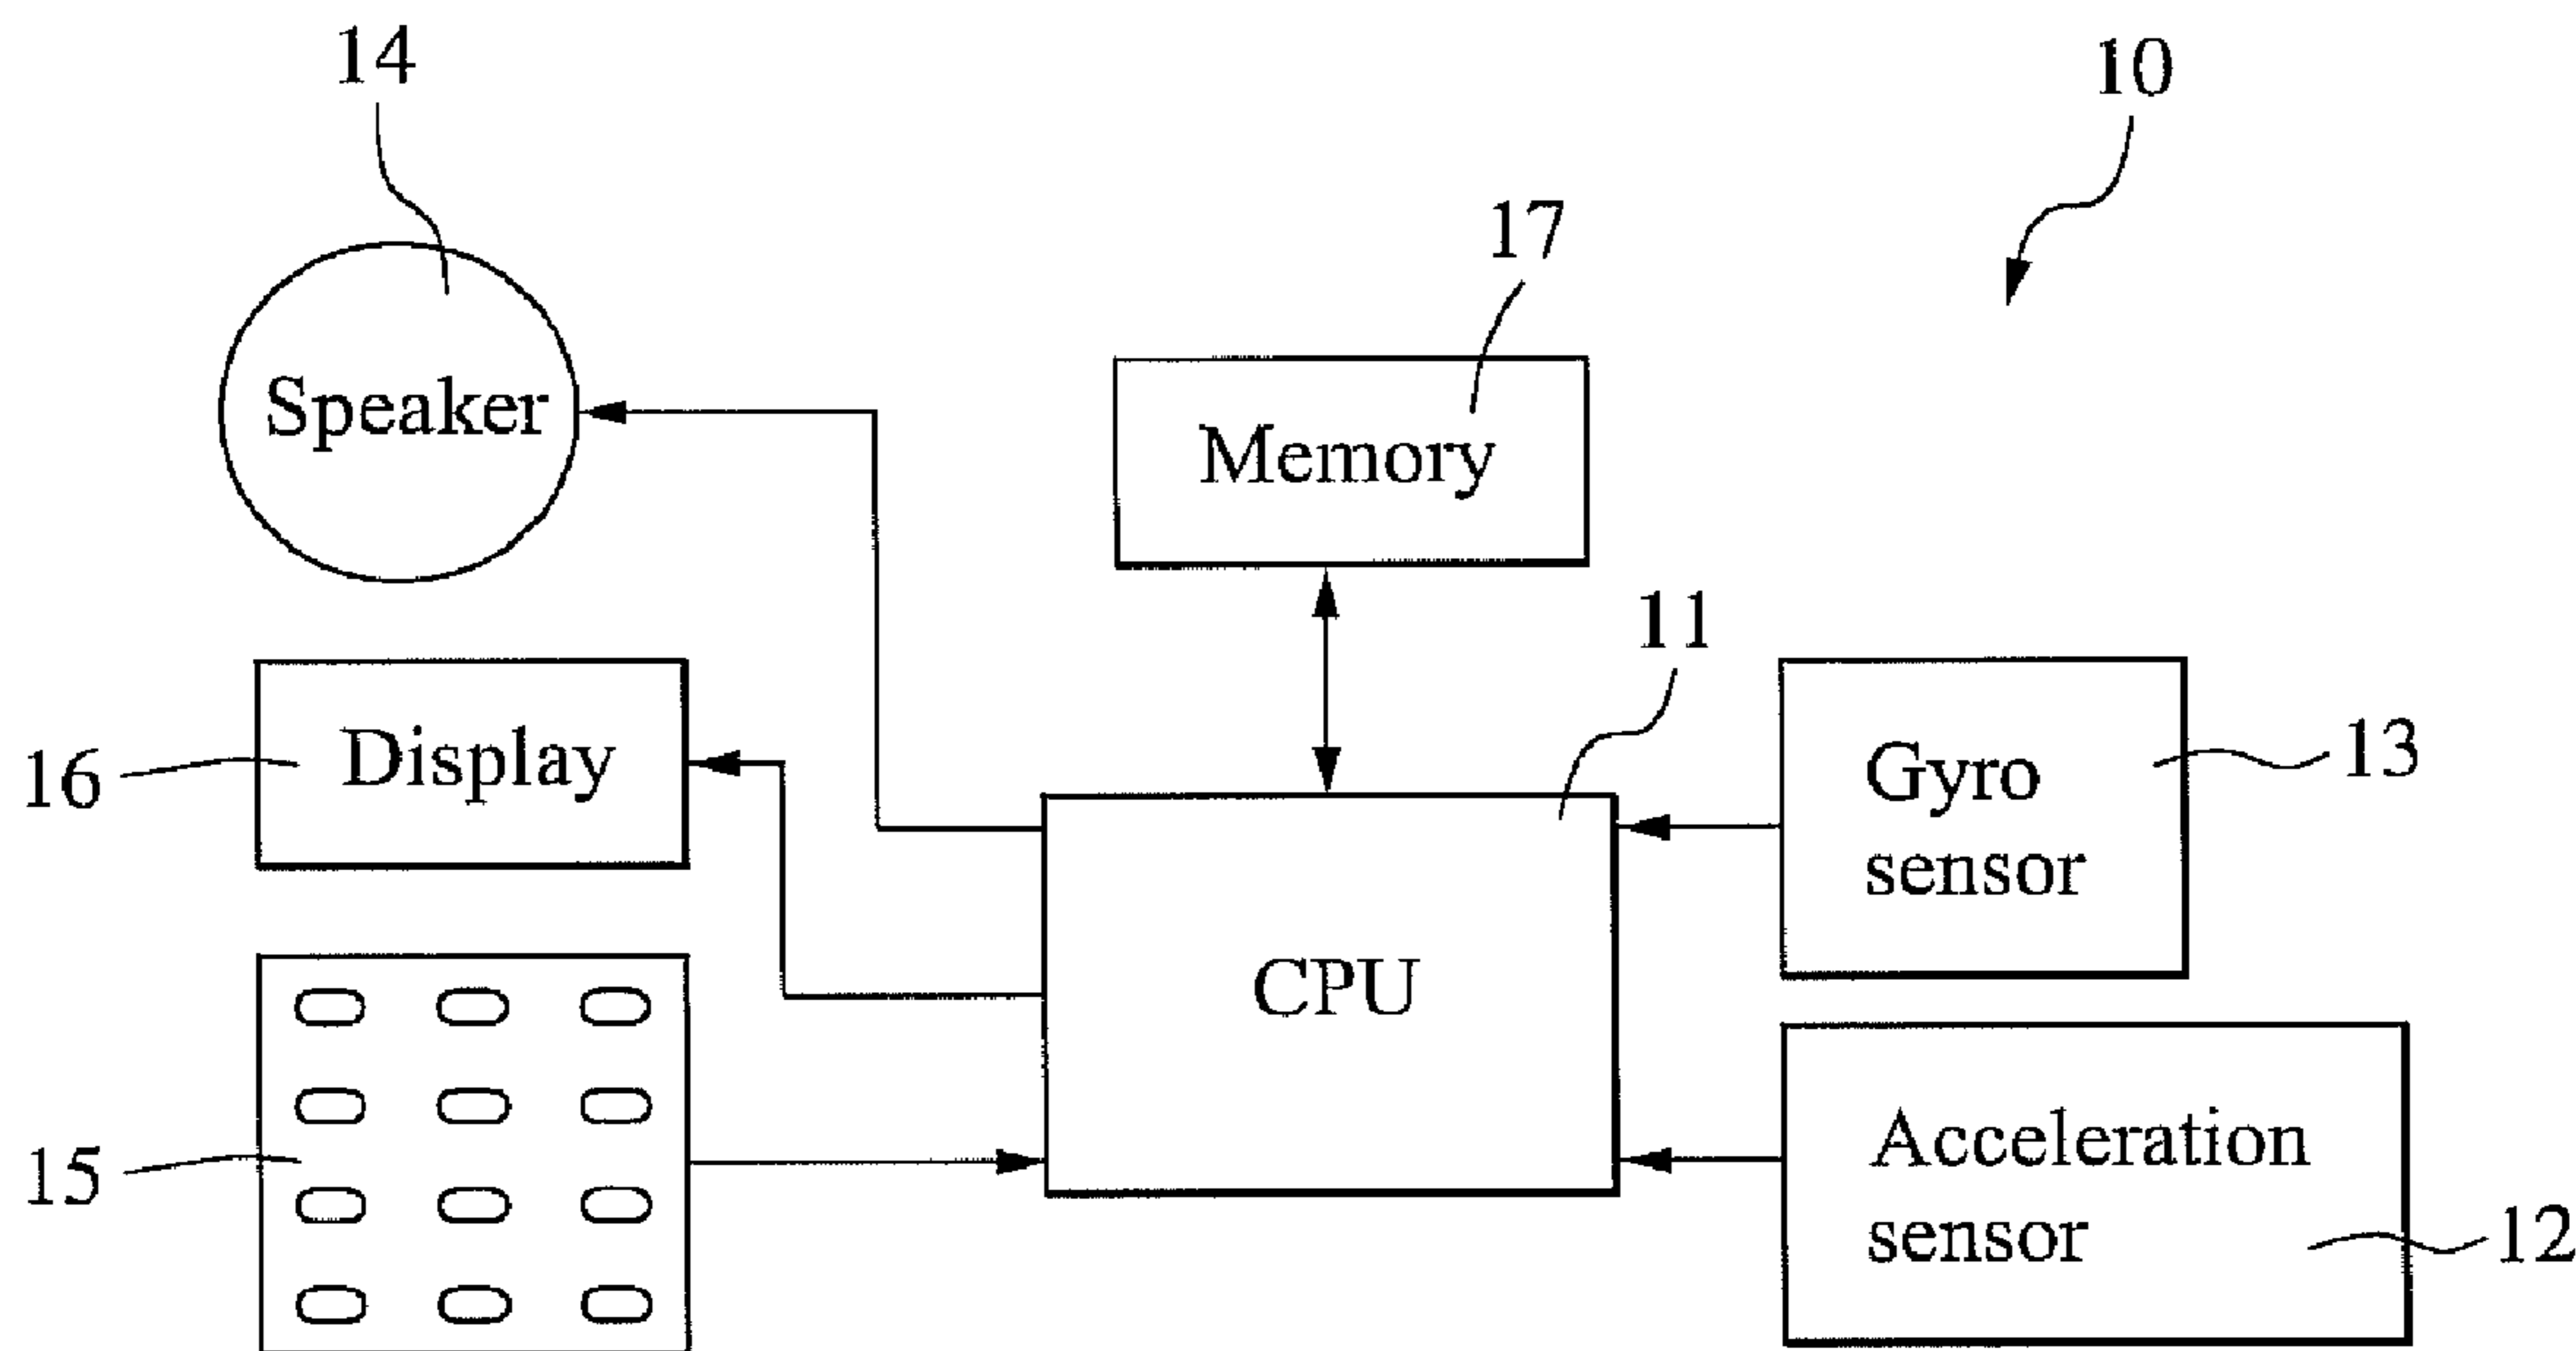 14
10
17
Speaker
Memory
11
16
Display
Gyro
sensor
13
CPU
15
Acceleration
sensor
12